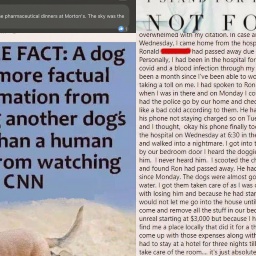 e pharmaceutical dinners at Morton's. The sky was the
E FACT: A dog
more factual
mation from
g another dog's
than a human
rom watching
CNN
NOT FO
overwhelmed with my citation. In case a
Wednesday, I came home from the hosp
Ronald had passed away due
Personally, I had been in the hospital for
covid and a blood infection through my
been a month since I've been able to wo
taking a toll on me. I had spoken to Ron
when I was in there and on Monday I co
had the police go by our home and chec
like a bad cold according to them. He ha
his phone not staying charged so on Tue
and I thought, okay his phone finally
the hospital on Wednesday at 6:30 in the
and walked into a nightmare. I got into t
by our bedroom door I heard the doggie
him. I never heard him. I scooted the ch
and found Ron had passed away. He had
since Monday. The dogs were almost go
water. I got them taken care of as I was
with losing him and because he had star
would not let me go into the house until
come and remove all the stuff in our bed
unreal starting at $3,000 but because I h
find me a place locally that did it for a th
come up with those expenses along with
had to stay at a hotel for three nights till
take care of the room.... it's just absolute